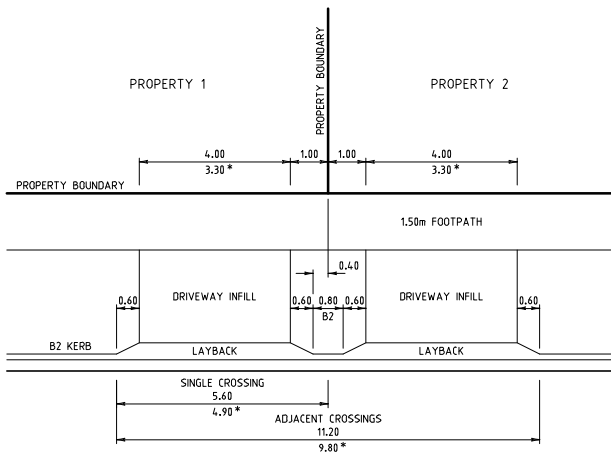 PROPERTY 1
PROPERTY BOUNDARY
PROPERTY 2
4.00
3.30 *
1.00
1.00
4.00
3.30 *
PROPERTY BOUNDARY
1.50m FOOTPATH
0.40
0.60
DRIVEWAY INFILL
0.60
0.80
0.60
B2
DRIVEWAY INFILL
0.60
B2 KERB
LAYBACK
LAYBACK
SINGLE CROSSING
5.60
4.90 *
ADJACENT CROSSINGS
11.20
9.80 *